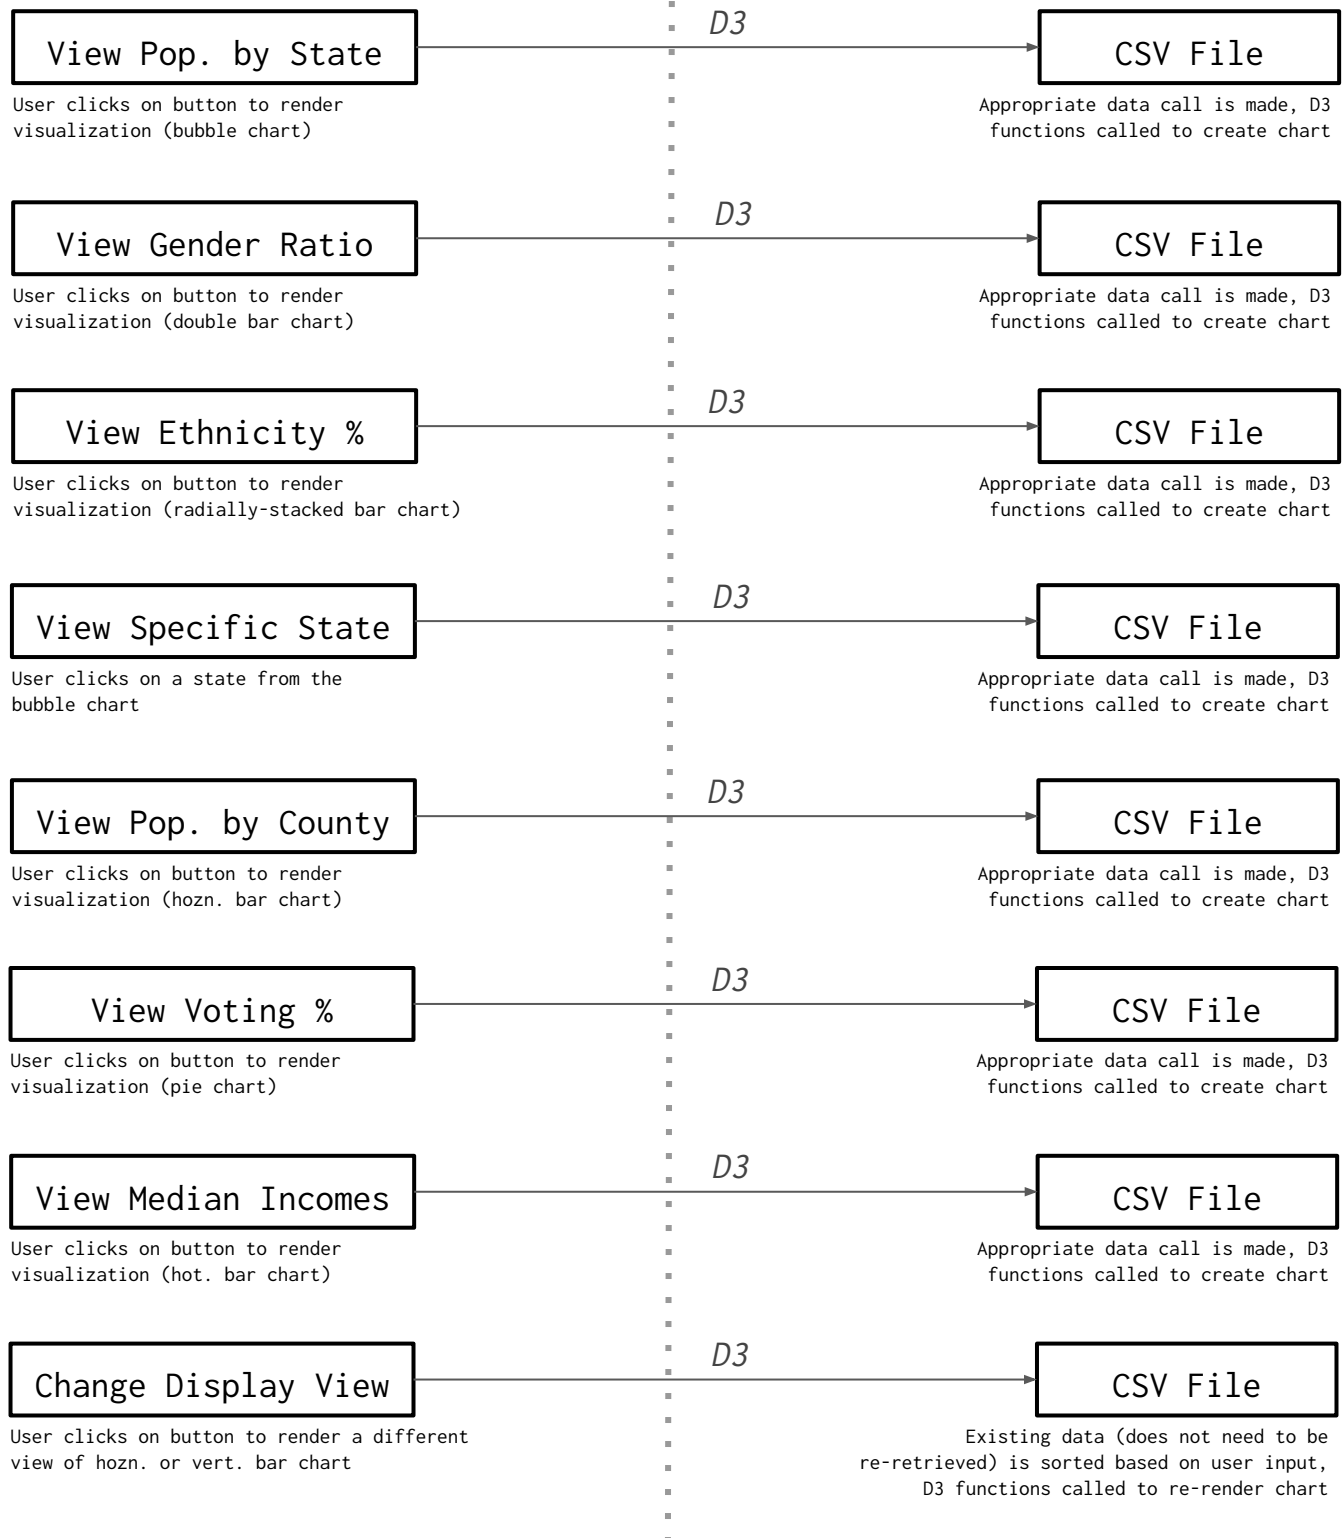 D3
View Pop. by State
CSV File
User clicks on button to render
visualization (bubble chart)
Appropriate data call is made, D3
functions called to create chart
D3
View Gender Ratio
CSV File
User clicks on button to render
visualization (double bar chart)
Appropriate data call is made, D3
functions called to create chart
D3
View Ethnicity %
CSV File
User clicks on button to render
visualization (radially-stacked bar chart)
Appropriate data call is made, D3
functions called to create chart
D3
View Specific State
CSV File
User clicks on a state from the
bubble chart
Appropriate data call is made, D3
functions called to create chart
D3
View Pop. by County
CSV File
User clicks on button to render
visualization (hozn. bar chart)
Appropriate data call is made, D3
functions called to create chart
D3
View Voting %
CSV File
User clicks on button to render
visualization (pie chart)
Appropriate data call is made, D3
functions called to create chart
D3
View Median Incomes
CSV File
User clicks on button to render
visualization (hot. bar chart)
Appropriate data call is made, D3
functions called to create chart
D3
Change Display View
CSV File
User clicks on button to render a different
view of hozn. or vert. bar chart
Existing data (does not need to be
re-retrieved) is sorted based on user input,
D3 functions called to re-render chart